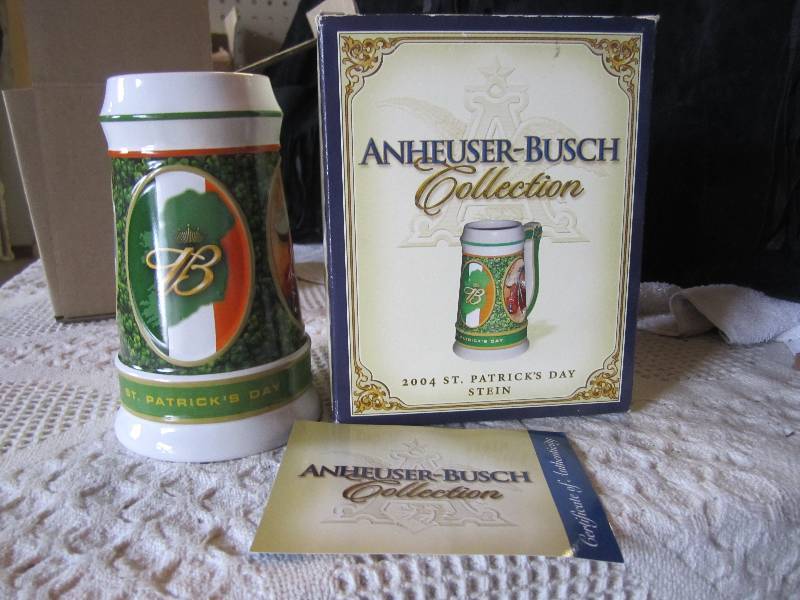 B
ST. PATRICK'S DAY
ANHEUSER-BUSCH
Collection
B
PATRICK'S DAY
2004 ST. PATRICK'S DAY
STEIN
ANHEUSER-BUSCH
Collection
Certificate of Authenticity